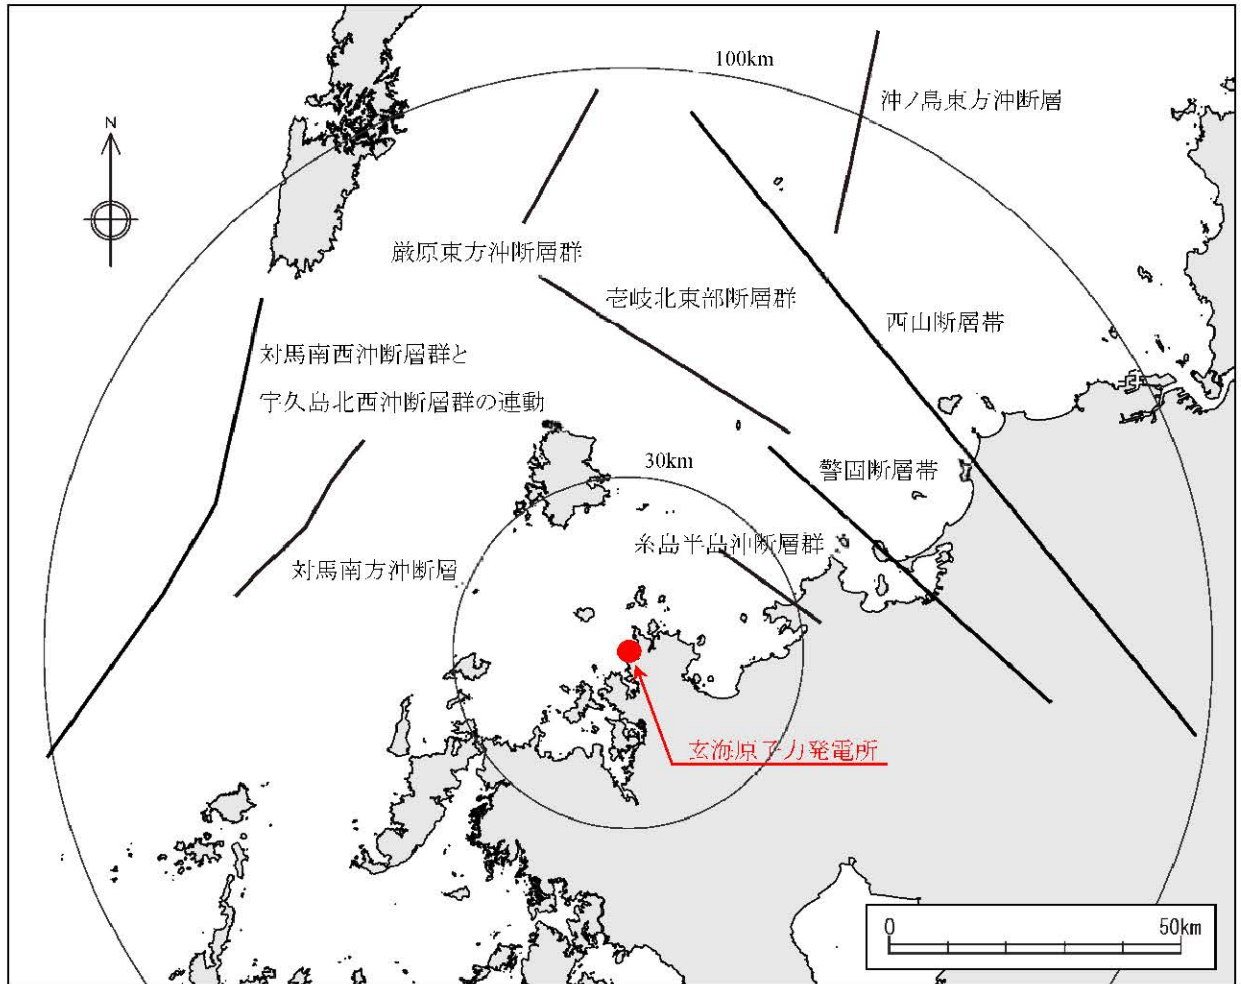 100km
沖ノ島東方沖断層
N
厳原東方沖断層群
壱岐北東部断層群
西山断層帯
対馬南西沖断層群と
宇久島北西沖断層群の連動
30km
警固断層帯
糸島半島沖断層群
対馬南方沖断層
玄海原子力発電所
0 50km